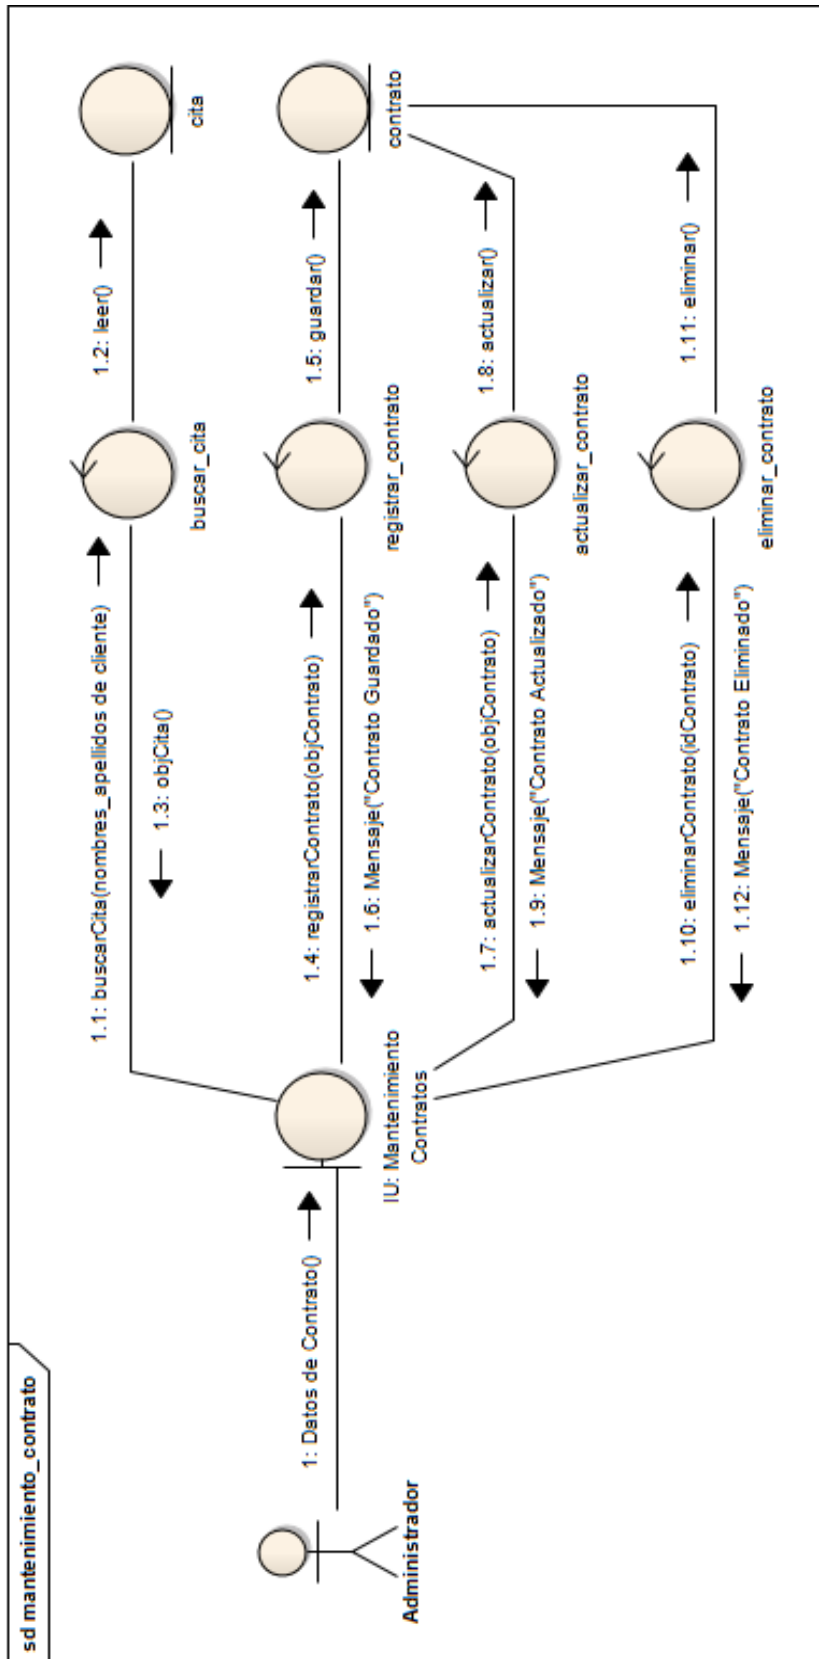 sd mantenimiento_contrato
Administrador
1: Datos de Contrato()
IU: Mantenimiento
Contratos
1.1: buscarCita(nombres_apellidos de cliente)
1.3: objCita()
buscar_cita
1.2: leer()
cita
1.4: registrarContrato(objContrato)
1.6: Mensaje("Contrato Guardado")
registrar_contrato
1.5: guardar()
contrato
1.7: actualizarContrato(objContrato)
1.9: Mensaje("Contrato Actualizado")
actualizar_contrato
1.8: actualizar()
1.10: eliminarContrato(idContrato)
1.12: Mensaje("Contrato Eliminado")
eliminar_contrato
1.11: eliminar()